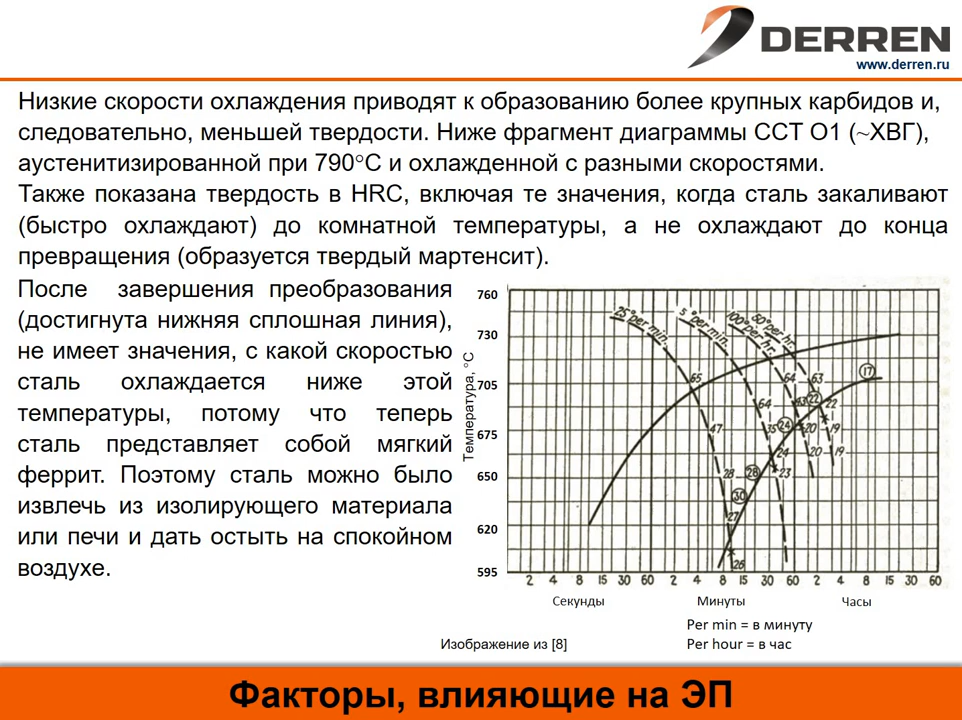 DERREN
www.derren.ru
Низкие скорости охлаждения приводят к образованию более крупных карбидов и,
следовательно, меньшей твердости. Ниже фрагмент диаграммы CCT O1 (~ХВГ),
аустенитизированной при 790°С и охлажденной с разными скоростями.
Также показана твердость в HRC, включая те значения, когда сталь закаливают
(быстро охлаждают) до комнатной температуры, а не охлаждают до конца
превращения (образуется твердый мартенсит).
После завершения преобразования
(достигнута нижняя сплошная линия),
не имеет значения, с какой скоростью
сталь охлаждается ниже этой
температуры, потому что теперь
сталь представляет собой мягкий
феррит. Поэтому сталь можно было
извлечь из изолирующего материала
или печи и дать остыть на спокойном
воздухе.
Температура, °С
760
730
705
675
650
620
595
25° per min.
5° per min.
100° per hr.
60° per hr.
17
65
64
63
64
43
22
22
47
35
24
20
19
24
20
19
28
28
23
30
27
26
2 4 8 15 30 60 2 4 8 15 30 60 2 4 8 15 30 60
Секунды Минуты Часы
Per min = в минуту
Per hour = в час
Изображение из [8]
Факторы, влияющие на ЭП